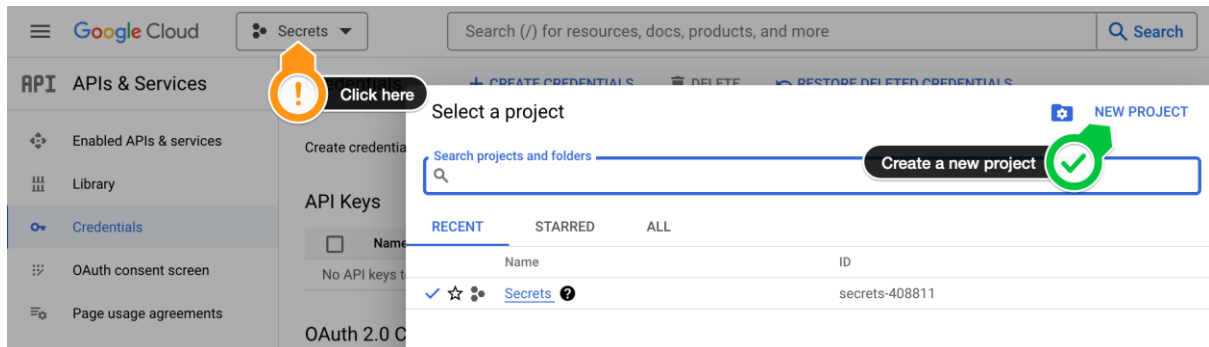 Google Cloud
Secrets
Search (/) for resources, docs, products, and more
Search
API APIs & Services
Credentials
CREATE CREDENTIALS
DELETE
RESTORE DELETED CREDENTIALS
! Click here
Select a project
NEW PROJECT
Enabled APIs & services
Create credentia
Search projects and folders
Create a new project
Library
API Keys
Credentials
RECENT
STARRED
ALL
Name
Name
ID
OAuth consent screen
No API keys t
Secrets ?
secrets-408811
Page usage agreements
OAuth 2.0 C